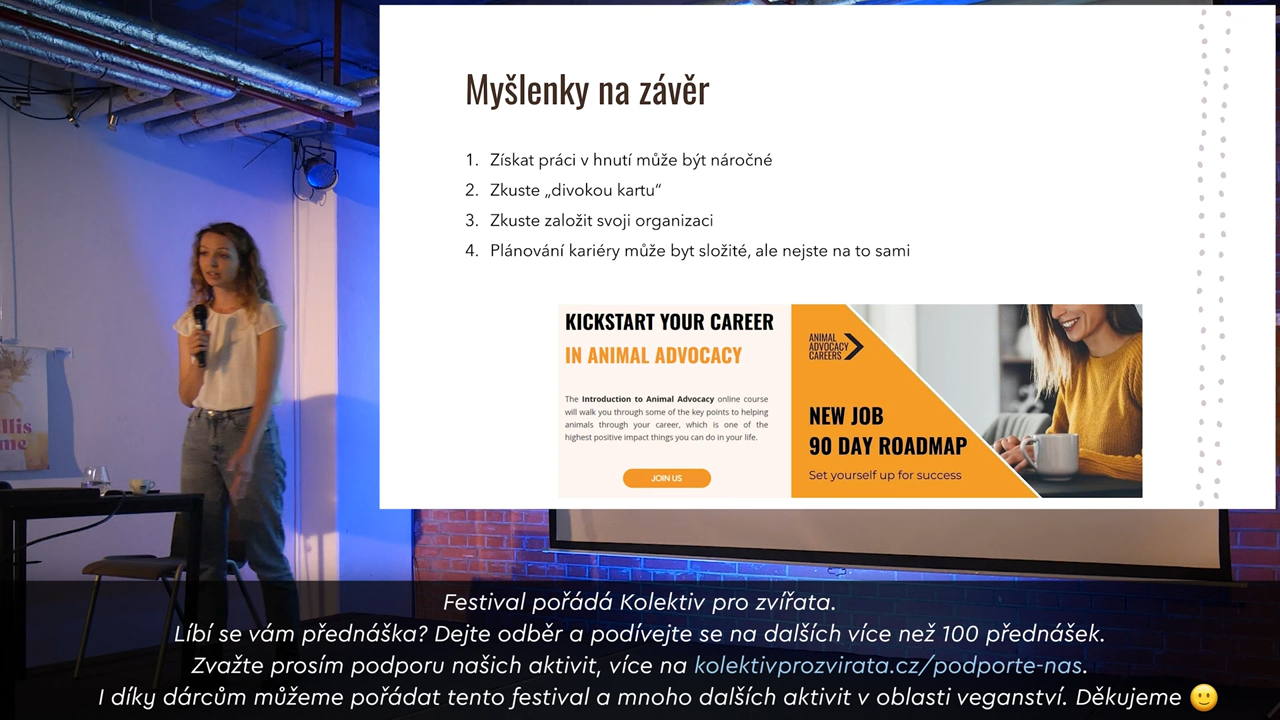 Myšlenky na závěr
1. Získat práci v hnutí může být náročné
2. Zkuste „divokou kartu“
3. Zkuste založit svoji organizaci
4. Plánování kariéry může byt složité, ale nejste na to sami
KICKSTART YOUR CAREER
IN ANIMAL ADVOCACY
The Introduction to Animal Advocacy online course
will walk you through some of the key points to helping
animals through your career, which is one of the
highest positive impact things you can do in your life.
JOIN US
ANIMAL
ADVOCACY
CAREERS
NEW JOB
90 DAY ROADMAP
Set yourself up for success
Festival pořádá Kolektiv pro zvířata.
Líbí se vám přednáška? Dejte odběr a podívejte se na dalších více než 100 přednášek.
Zvažte prosím podporu našich aktivit, více na kolektivprozvirata.cz/podporte-nas.
I díky dárcům můžeme pořádat tento festival a mnoho dalších aktivit v oblasti veganství. Děkujeme 🙂